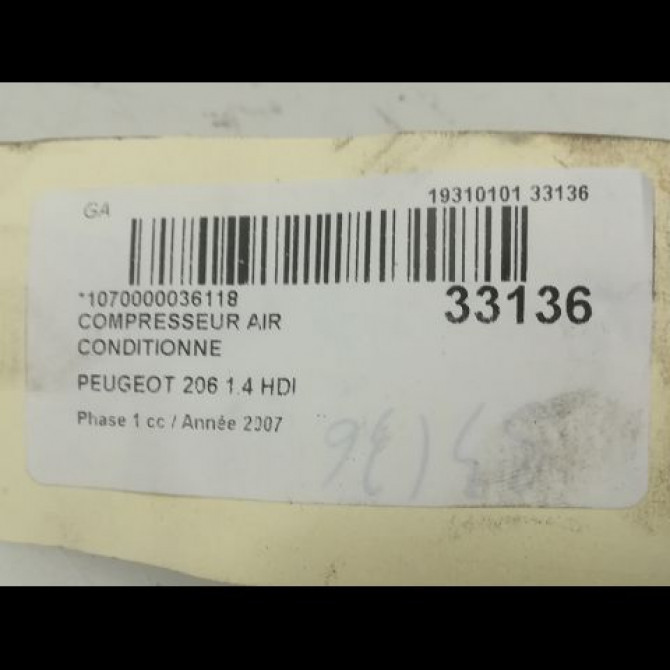 GA
19310101 33136
*1070000036118
33136
COMPRESSEUR AIR
CONDITIONNE
PEUGEOT 206 1.4 HDI
Phase 1 cc / Année 2007